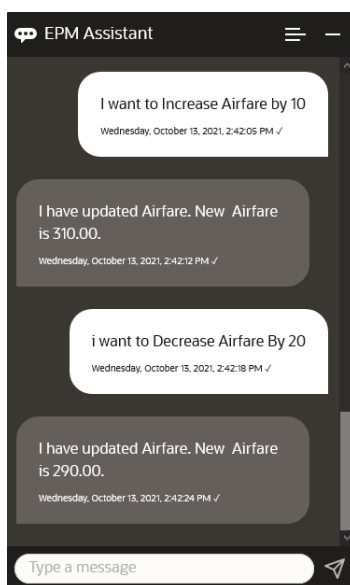 EPM Assistant
I want to Increase Airfare by 10
Wednesday, October 13, 2021, 2:42:05 PM ✓
I have updated Airfare. New Airfare
is 310.00.
Wednesday, October 13, 2021, 2:42:12 PM ✓
i want to Decrease Airfare By 20
Wednesday, October 13, 2021, 2:42:18 PM ✓
I have updated Airfare. New Airfare
is 290.00.
Wednesday, October 13, 2021, 2:42:24 PM ✓
Type a message